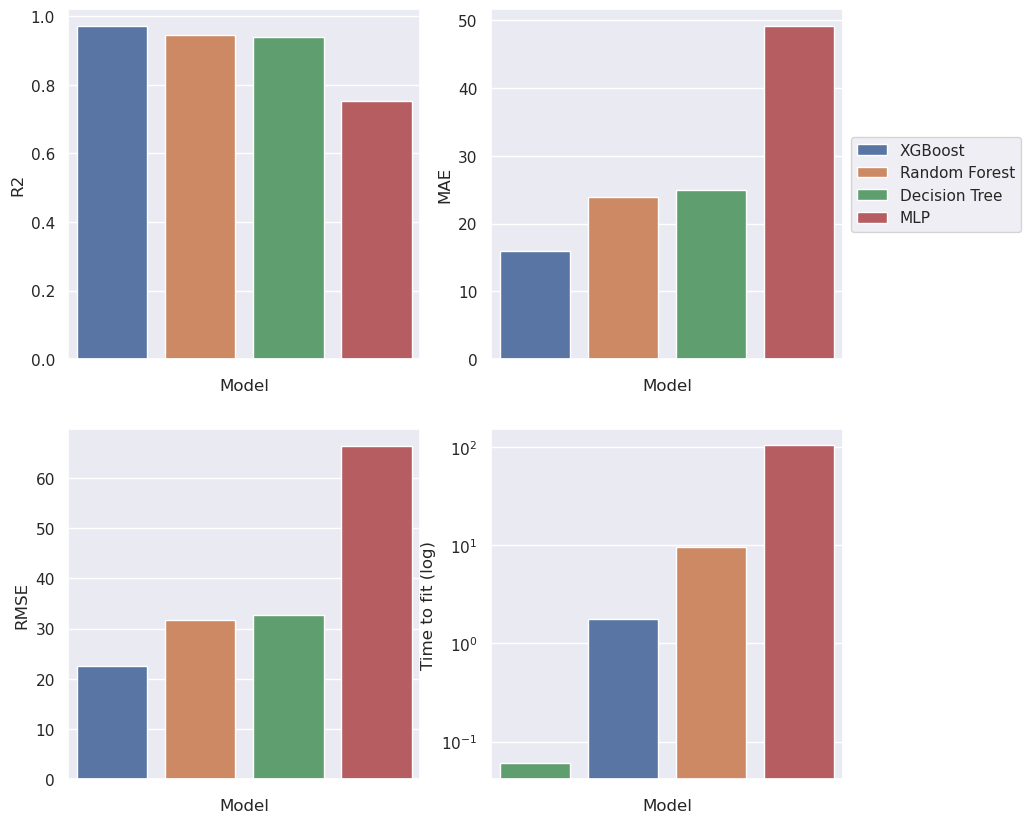 1.0
0.8
0.6
0.4
0.2
0.0
R2
Model
50
40
30
20
10
0
MAE
Model
XGBoost
Random Forest
Decision Tree
MLP
60
50
40
30
20
10
0
RMSE
Model
10²
10¹
10⁰
10⁻¹
Time to fit (log)
Model